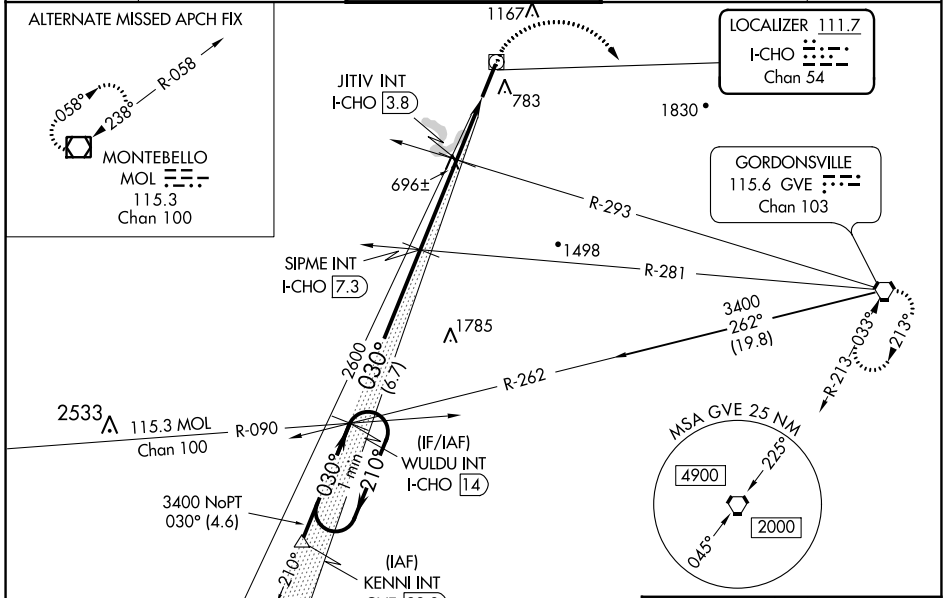 ALTERNATE MISSED APCH FIX
R-058
058°
238°
MONTEBELLO
MOL
115.3
Chan 100
1167
LOCALIZER 111.7
I-CHO
Chan 54
JITIV INT
I-CHO 3.8
783
1830
696±
GORDONSVILLE
115.6 GVE
Chan 103
R-293
SIPME INT
I-CHO 7.3
1498
R-281
1785
3400
262°
(19.8)
R-262
R-213
033°
213°
2600
030°
(6.7)
2533
115.3 MOL
Chan 100
R-090
(IF/IAF)
WULDU INT
I-CHO 14
030°
1 min
210°
3400 NoPT
030° (4.6)
210°
(IAF)
KENNI INT
MSA GVE 25 NM
4900
225°
045°
2000